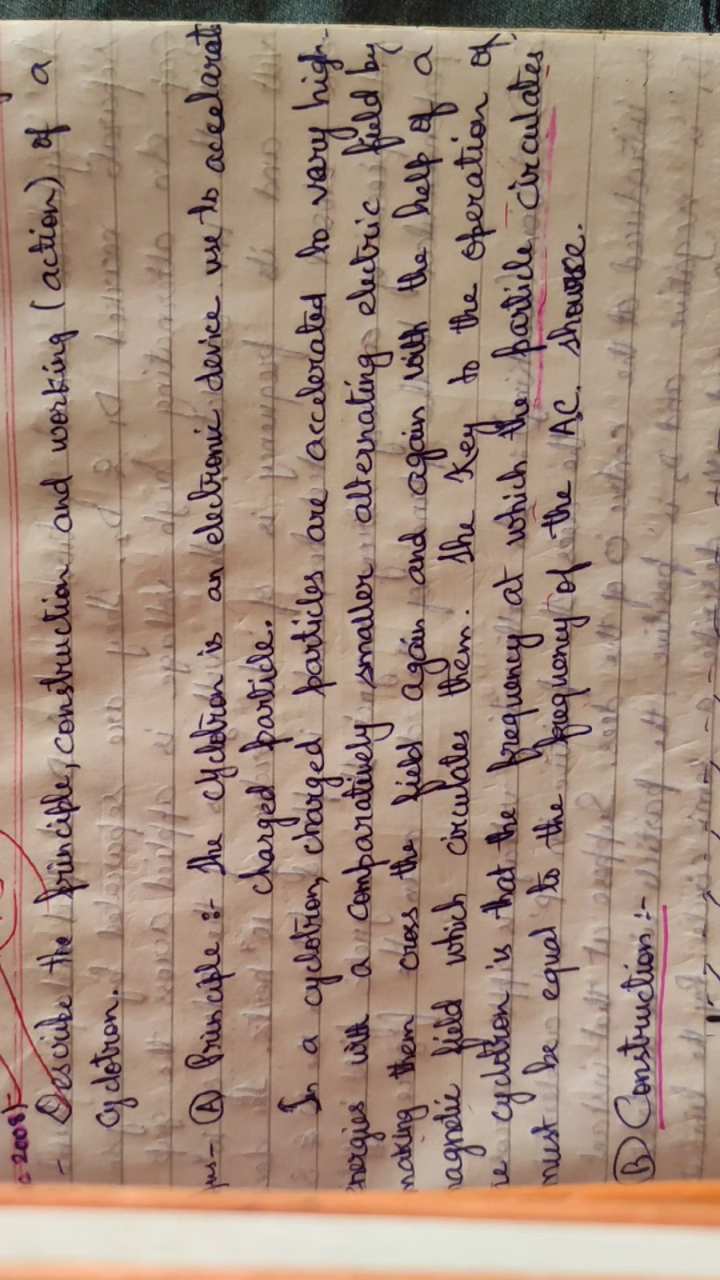 c 2008)-
- Describe the principle, construction and working (action) of a
cyclotron.
Ans- (A) Principle :- The cyclotron is an electronic device use to accelarate
charged particle.
In a cyclotron, charged particles are accelerated to vary high-
energies with a comparatively smaller alternating electric field by
making them cross the field again and again with the help of a
magnetic field which circulates them. The Key to the operation of
the cyclotron is that the frequency at which the particle circulates
must be equal to the frequency of the A.C.
(B) Construction :-